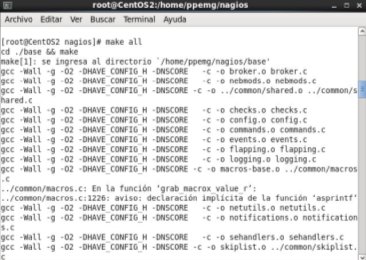 root@CentOS2:/home/ppemg/nagios
Archivo Editar Ver Buscar Terminal Ayuda
[root@CentOS2 nagios]# make all
cd ./base && make
make[1]: se ingresa al directorio `/home/ppemg/nagios/base'
gcc -Wall -g -O2 -DHAVE_CONFIG_H -DNSCORE   -c -o broker.o broker.c
gcc -Wall -g -O2 -DHAVE_CONFIG_H -DNSCORE   -c -o nebmods.o nebmods.c
gcc -Wall -g -O2 -DHAVE_CONFIG_H -DNSCORE -c -o ../common/shared.o ../common/s
hared.c
gcc -Wall -g -O2 -DHAVE_CONFIG_H -DNSCORE   -c -o checks.o checks.c
gcc -Wall -g -O2 -DHAVE_CONFIG_H -DNSCORE   -c -o config.o config.c
gcc -Wall -g -O2 -DHAVE_CONFIG_H -DNSCORE   -c -o commands.o commands.c
gcc -Wall -g -O2 -DHAVE_CONFIG_H -DNSCORE   -c -o events.o events.c
gcc -Wall -g -O2 -DHAVE_CONFIG_H -DNSCORE   -c -o flapping.o flapping.c
gcc -Wall -g -O2 -DHAVE_CONFIG_H -DNSCORE   -c -o logging.o logging.c
gcc -Wall -g -O2 -DHAVE_CONFIG_H -DNSCORE -c -o macros-base.o ../common/macros
.c
../common/macros.c: En la función ‘grab_macrox_value_r’:
../common/macros.c:1226: aviso: declaración implícita de la función ‘asprintf’
gcc -Wall -g -O2 -DHAVE_CONFIG_H -DNSCORE   -c -o netutils.o netutils.c
gcc -Wall -g -O2 -DHAVE_CONFIG_H -DNSCORE   -c -o notifications.o notification
s.c
gcc -Wall -g -O2 -DHAVE_CONFIG_H -DNSCORE   -c -o sehandlers.o sehandlers.c
gcc -Wall -g -O2 -DHAVE_CONFIG_H -DNSCORE -c -o skiplist.o ../common/skiplist.
c